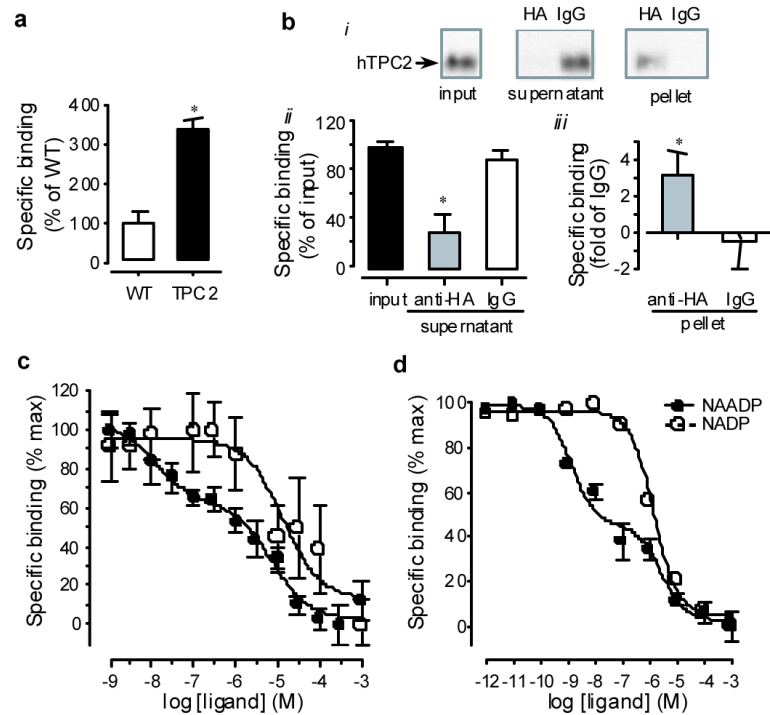 a
Specific binding
(% of WT)
400
300
200
100
0
*
WT TPC2
b
i
HA IgG
HA IgG
hTPC2
input
supernatant
pellet
ii
Specific binding
(% of input)
120
80
40
0
*
input anti-HA IgG
supernatant
iii
Specific binding
(fold of IgG)
4
2
0
-2
*
anti-HA IgG
pellet
c
Specific binding (% max)
120
100
80
60
40
20
0
-9 -8 -7 -6 -5 -4 -3
log [ligand] (M)
d
Specific binding (% max)
100
80
60
40
20
0
-12 -11 -10 -9 -8 -7 -6 -5 -4 -3
log [ligand] (M)
NAADP
NADP